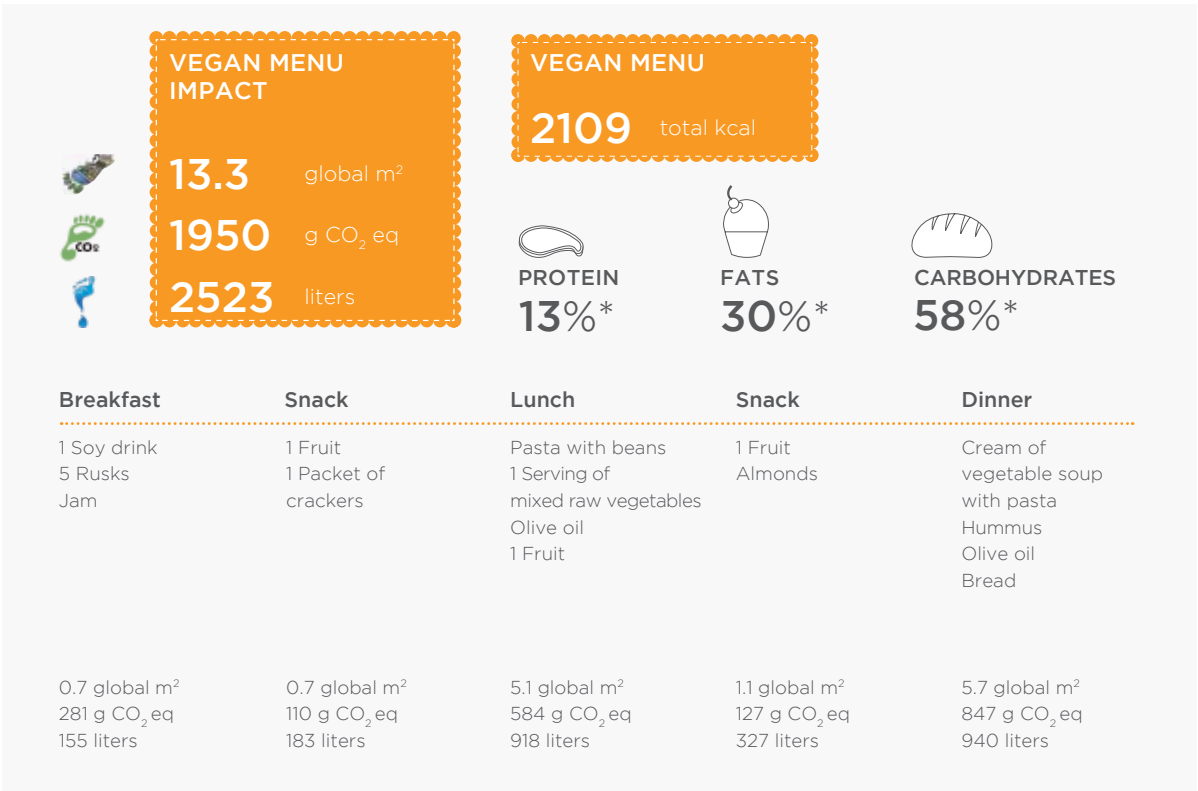 VEGAN MENU
IMPACT
13.3 global m²
1950 g CO₂ eq
2523 liters
CO₂
VEGAN MENU
2109 total kcal
PROTEIN
13%*
FATS
30%*
CARBOHYDRATES
58%*
Breakfast
1 Soy drink
5 Rusks
Jam
0.7 global m²
281 g CO₂ eq
155 liters
Snack
1 Fruit
1 Packet of
crackers
0.7 global m²
110 g CO₂ eq
183 liters
Lunch
Pasta with beans
1 Serving of
mixed raw vegetables
Olive oil
1 Fruit
5.1 global m²
584 g CO₂ eq
918 liters
Snack
1 Fruit
Almonds
1.1 global m²
127 g CO₂ eq
327 liters
Dinner
Cream of
vegetable soup
with pasta
Hummus
Olive oil
Bread
5.7 global m²
847 g CO₂ eq
940 liters